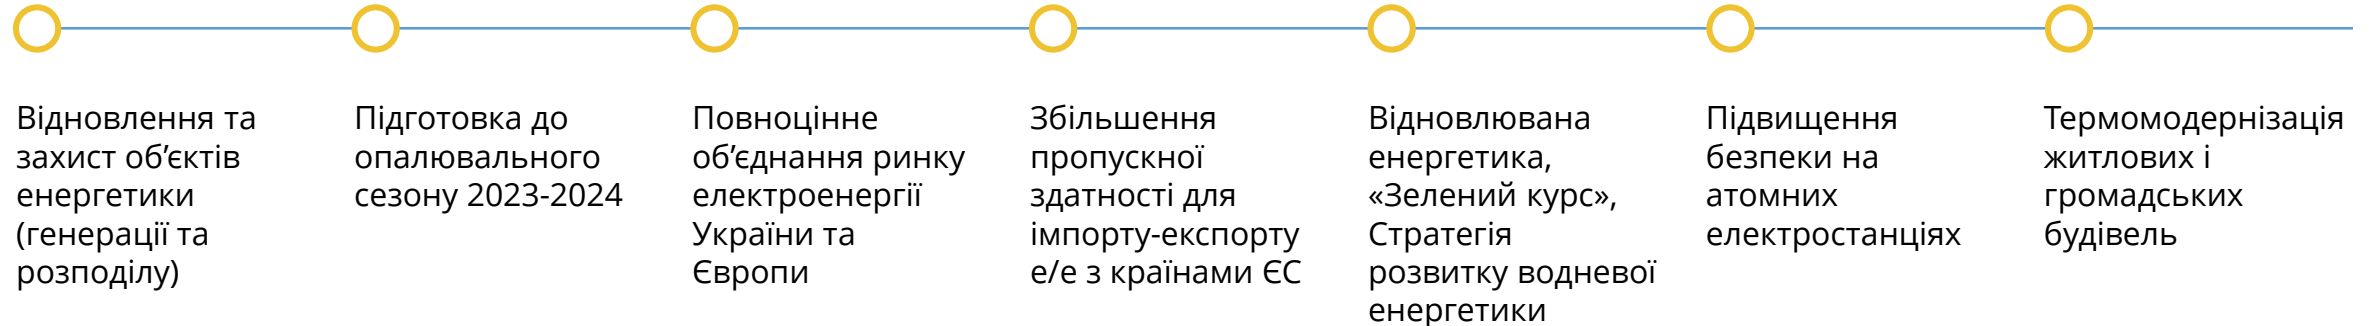 Відновлення та
захист об’єктів
енергетики
(генерації та
розподілу)
Підготовка до
опалювального
сезону 2023-2024
Повноцінне
об’єднання ринку
електроенергії
України та
Європи
Збільшення
пропускної
здатності для
імпорту-експорту
е/е з країнами ЄС
Відновлювана
енергетика,
«Зелений курс»,
Стратегія
розвитку водневої
енергетики
Підвищення
безпеки на
атомних
електростанціях
Термомодернізація
житлових і
громадських
будівель